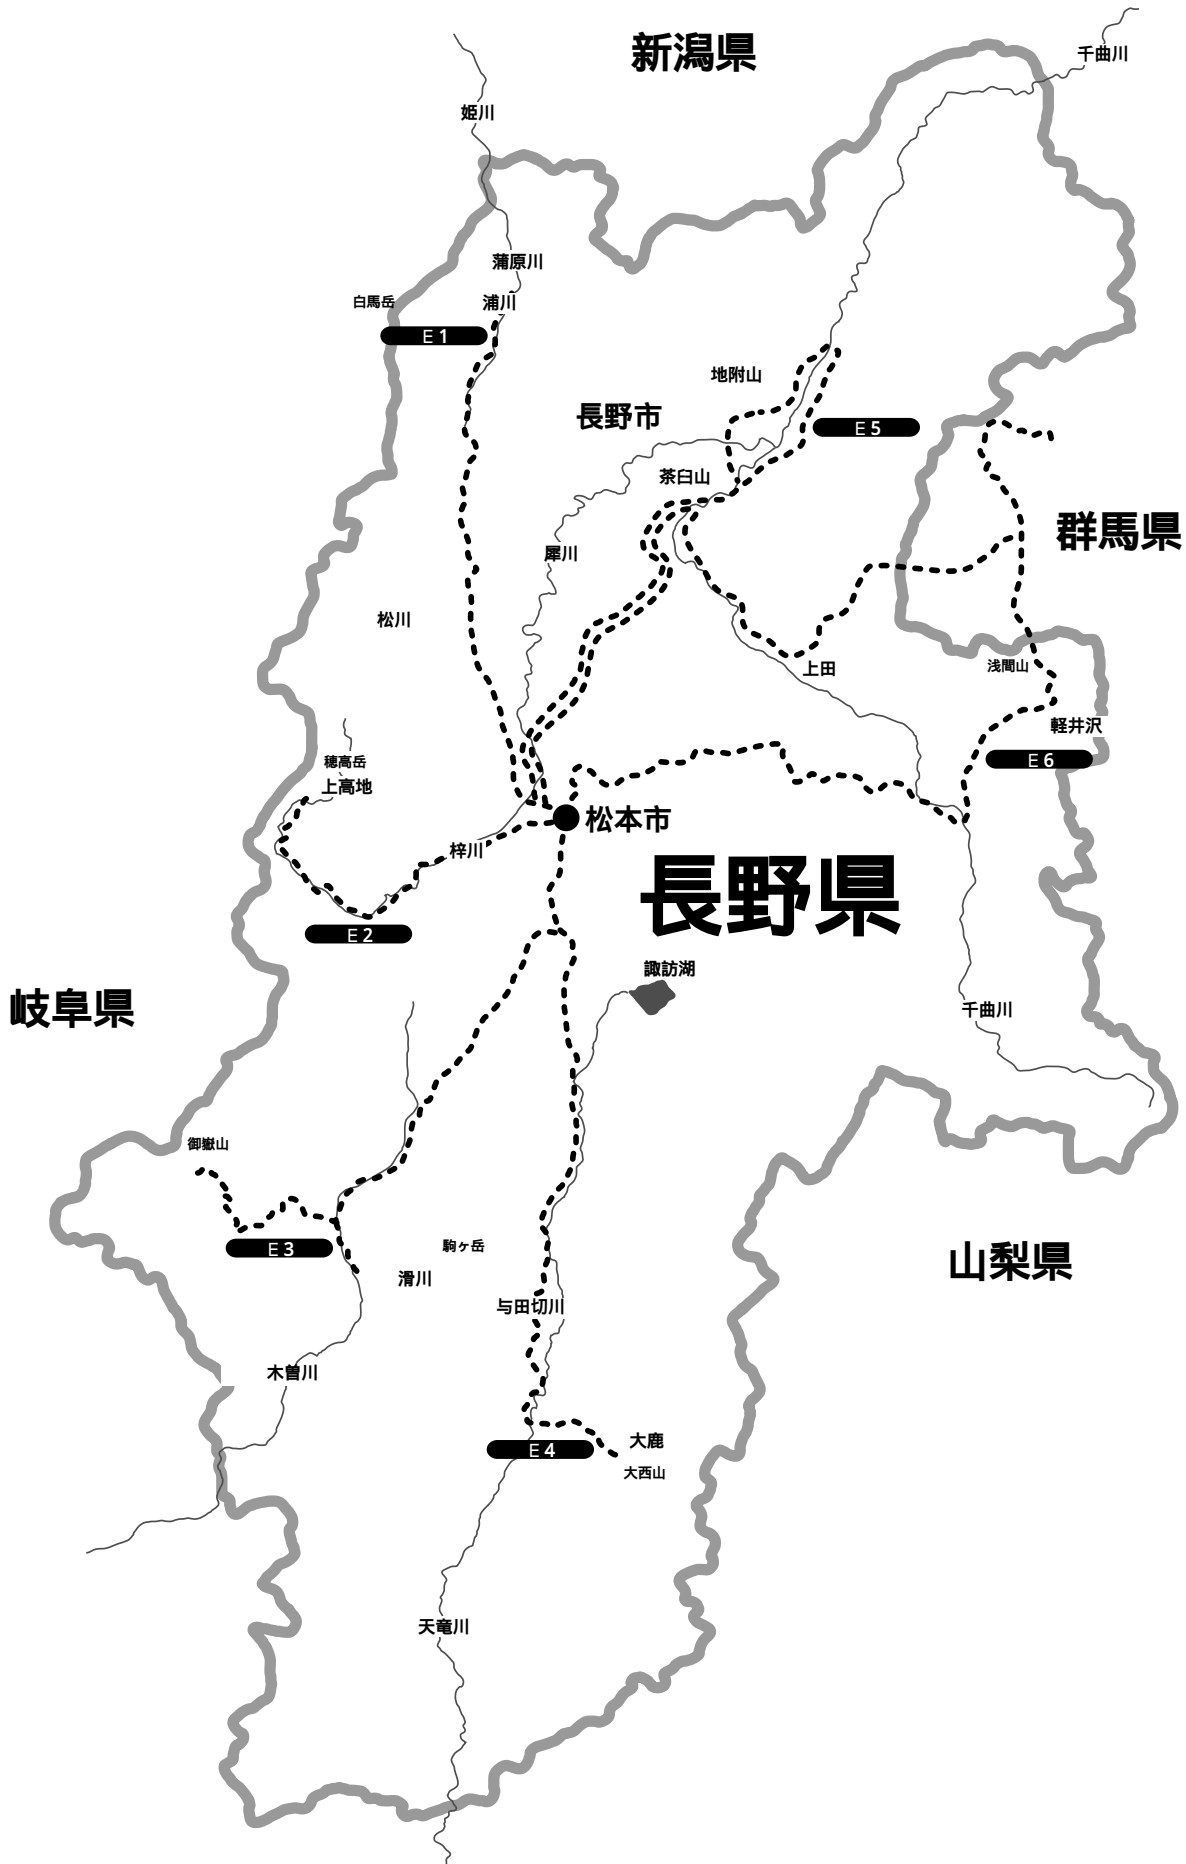 新潟県
千曲川
姫川
蒲原川
白馬岳
浦川
E 1
地附山
長野市
E 5
茶臼山
群馬県
犀川
松川
浅間山
上田
軽井沢
E 6
穂高岳
上高地
松本市
梓川
長野県
E 2
諏訪湖
岐阜県
千曲川
御嶽山
E 3
駒ヶ岳
山梨県
滑川
与田切川
木曽川
大鹿
E 4
大西山
天竜川